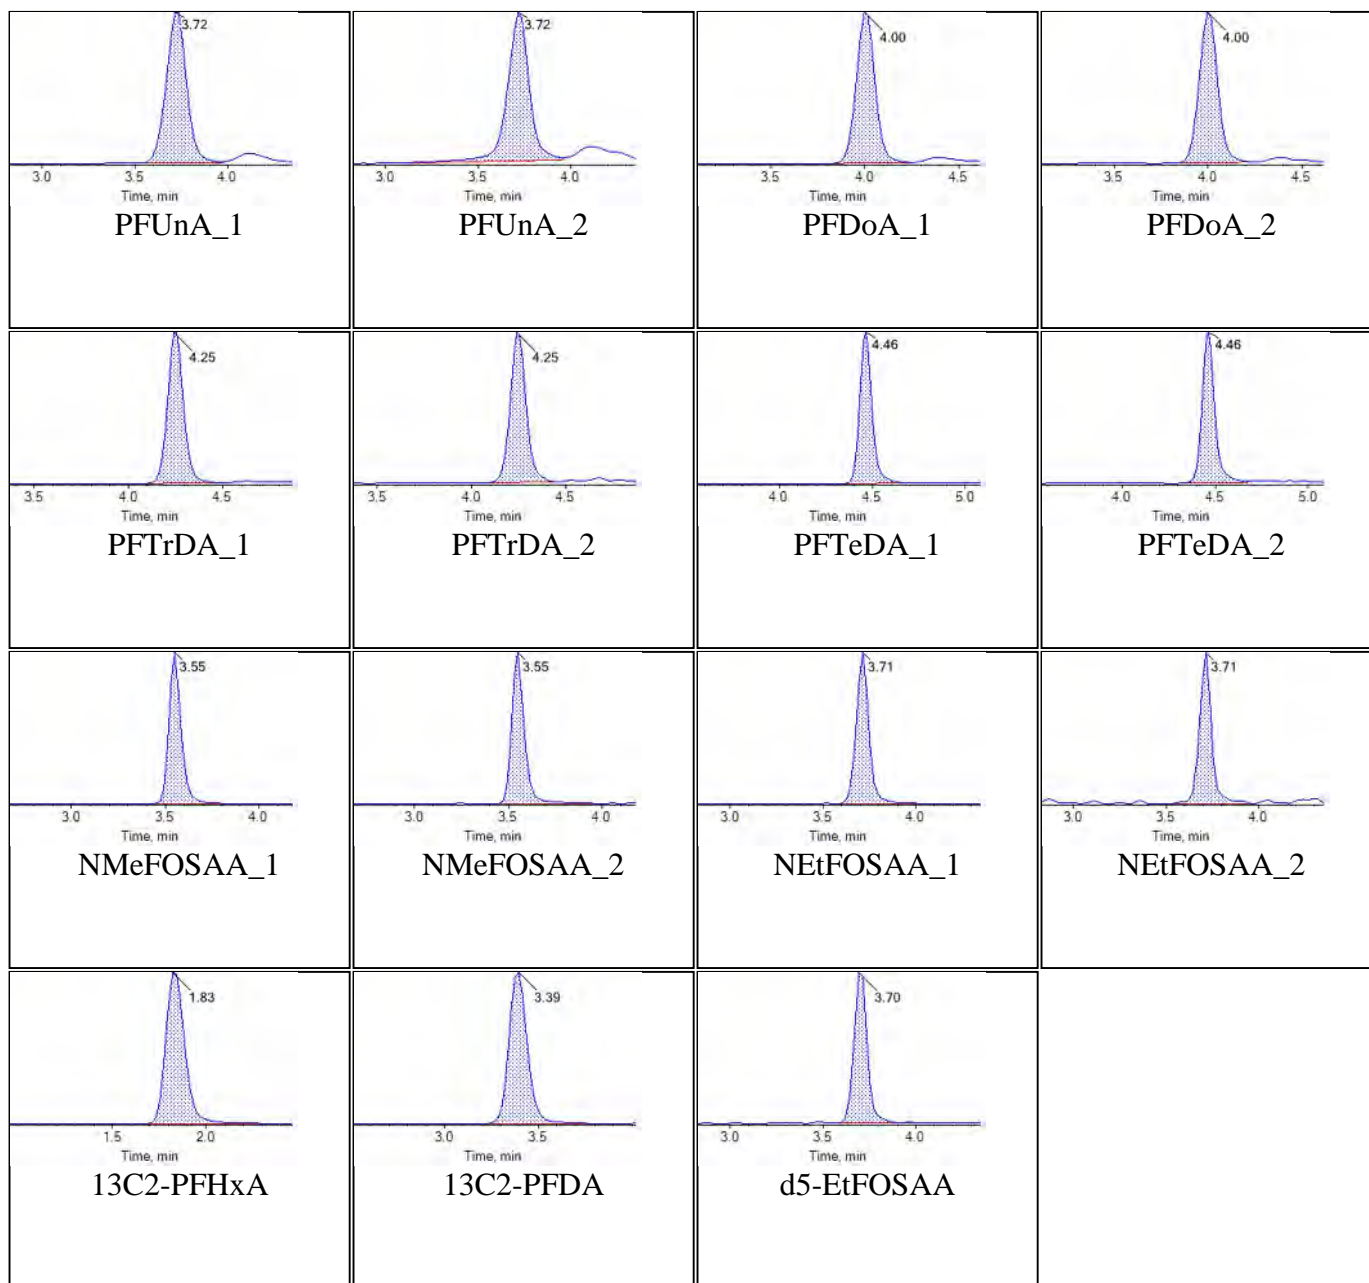 3.72
3.0 3.5 4.0
Time, min
PFUnA_1
3.72
3.0 3.5 4.0
Time, min
PFUnA_2
4.00
3.5 4.0 4.5
Time, min
PFDoA_1
4.00
3.5 4.0 4.5
Time, min
PFDoA_2
4.25
3.5 4.0 4.5
Time, min
PFTrDA_1
4.25
3.5 4.0 4.5
Time, min
PFTrDA_2
4.46
4.0 4.5 5.0
Time, min
PFTeDA_1
4.46
4.0 4.5 5.0
Time, min
PFTeDA_2
3.55
3.0 3.5 4.0
Time, min
NMeFOSAA_1
3.55
3.0 3.5 4.0
Time, min
NMeFOSAA_2
3.71
3.0 3.5 4.0
Time, min
NEtFOSAA_1
3.71
3.0 3.5 4.0
Time, min
NEtFOSAA_2
1.83
1.5 2.0
Time, min
13C2-PFHxA
3.39
3.0 3.5
Time, min
13C2-PFDA
3.70
3.0 3.5 4.0
Time, min
d5-EtFOSAA